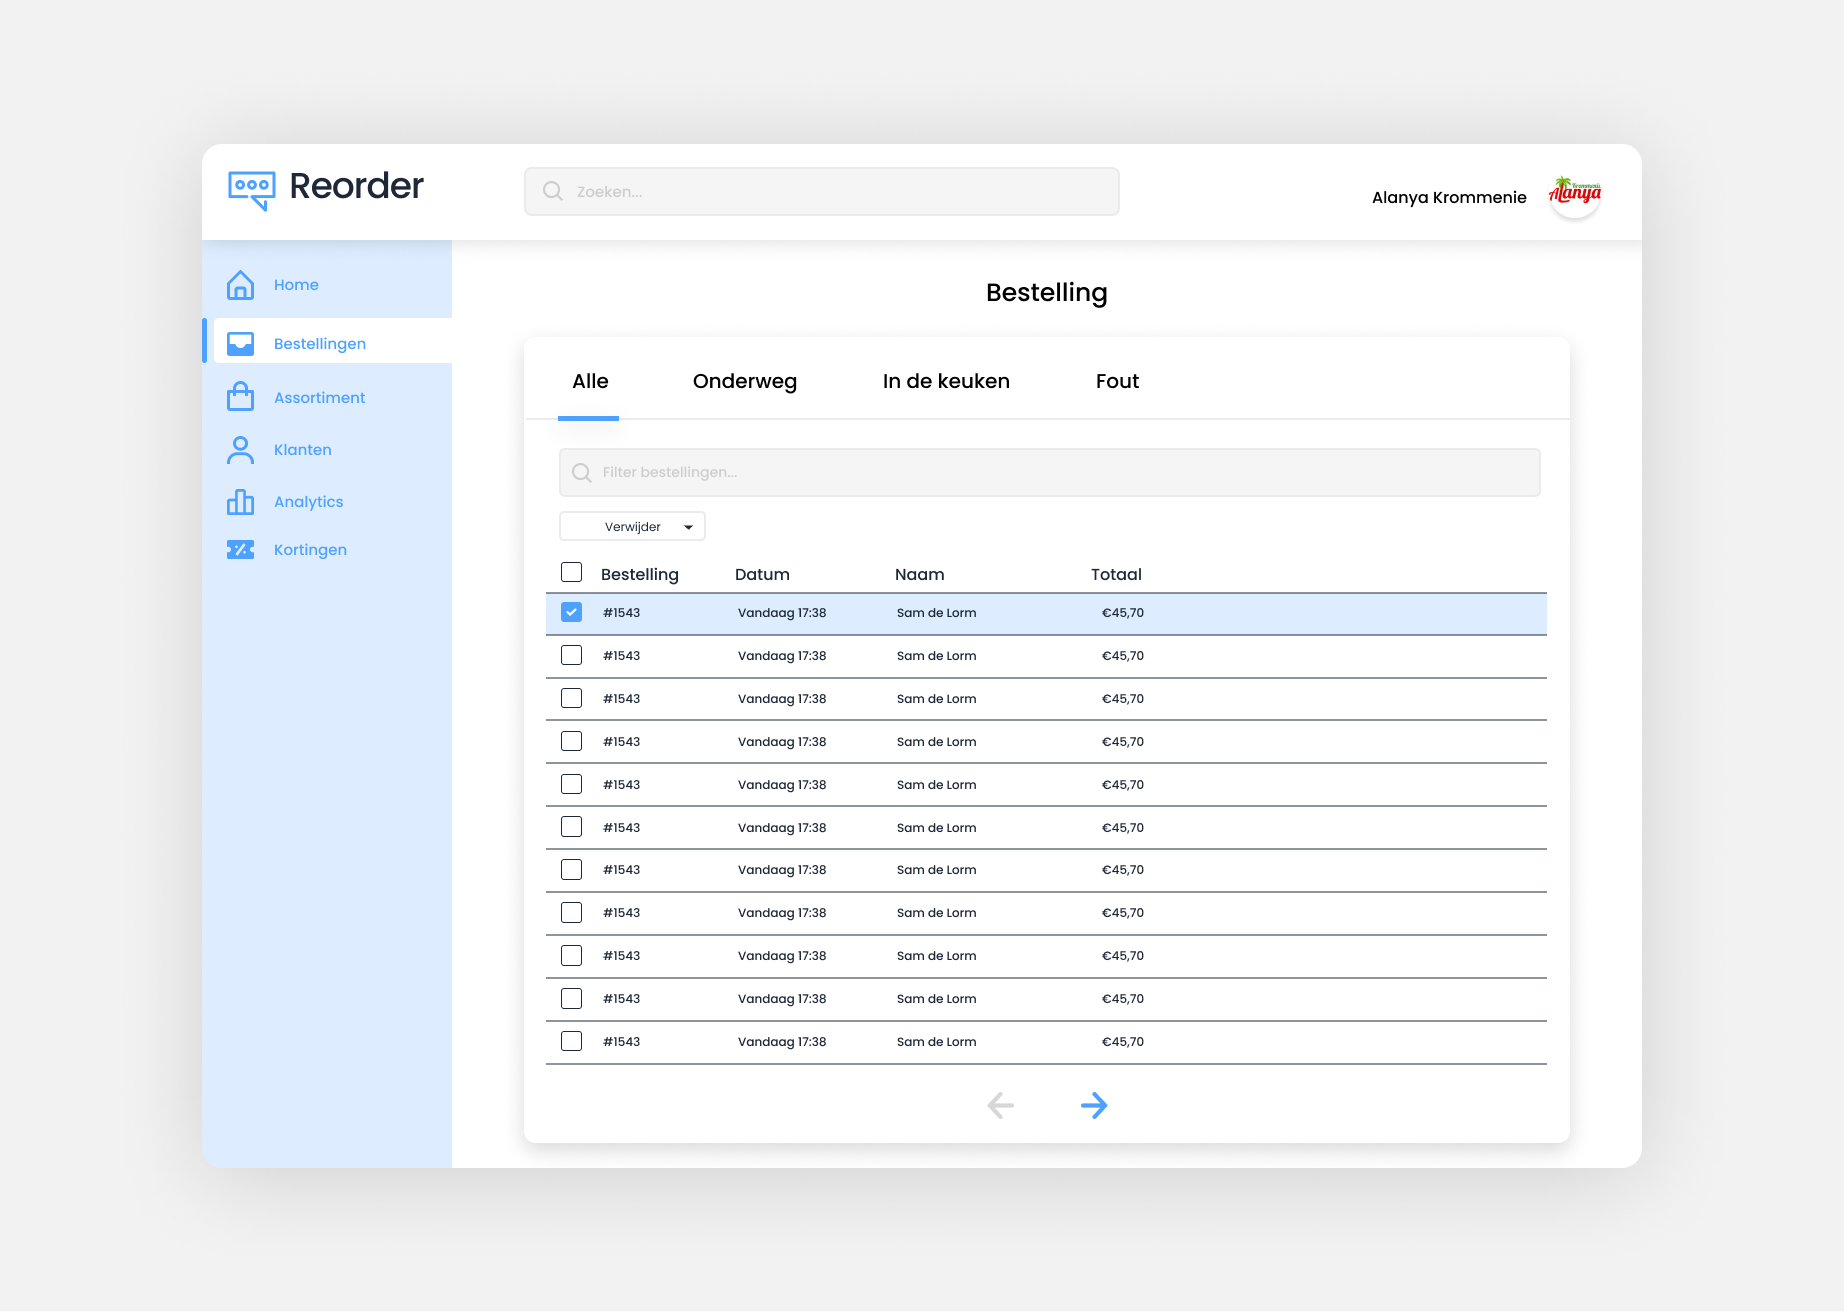 Reorder
Zoeken...
Alanya Krommenie
Krommenie
Alanya
Home
Bestellingen
Assortiment
Klanten
Analytics
Kortingen
Bestelling
Alle Onderweg In de keuken Fout
Filter bestellingen...
Verwijder
Bestelling Datum Naam Totaal
#1543 Vandaag 17:38 Sam de Lorm €45,70
#1543 Vandaag 17:38 Sam de Lorm €45,70
#1543 Vandaag 17:38 Sam de Lorm €45,70
#1543 Vandaag 17:38 Sam de Lorm €45,70
#1543 Vandaag 17:38 Sam de Lorm €45,70
#1543 Vandaag 17:38 Sam de Lorm €45,70
#1543 Vandaag 17:38 Sam de Lorm €45,70
#1543 Vandaag 17:38 Sam de Lorm €45,70
#1543 Vandaag 17:38 Sam de Lorm €45,70
#1543 Vandaag 17:38 Sam de Lorm €45,70
#1543 Vandaag 17:38 Sam de Lorm €45,70